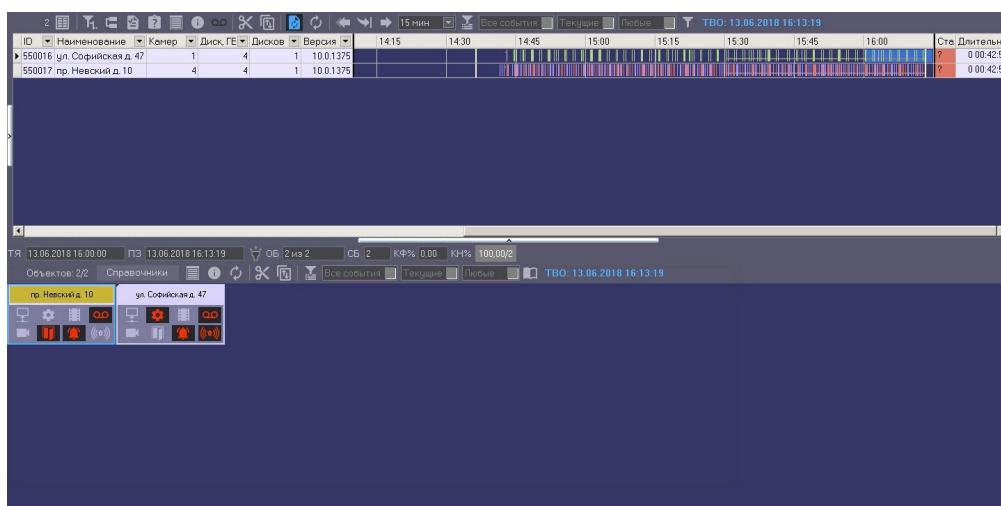 2 15 мин Все события Текущие Любые ТВО: 13.06.2018 16:13:19
ID Наименование Камер Диск, ГБ Дисков Версия 14:15 14:30 14:45 15:00 15:15 15:30 15:45 16:00 Ста Длительн
550016 ул. Софийская д. 47 1 4 1 10.0.1375 ? 0 00:42:5
550017 пр. Невский д. 10 4 4 1 10.0.1375 ? 0 00:42:5
ТЯ 13.06.2018 16:00:00 ПЗ 13.06.2018 16:13:19 ОБ 2 из 2 СБ 2 КФ% 0,00 КН% 100,00/2
Объектов: 2/2 Справочники Все события Текущие Любые ТВО: 13.06.2018 16:13:19
пр. Невский д. 10 ул. Софийская д. 47